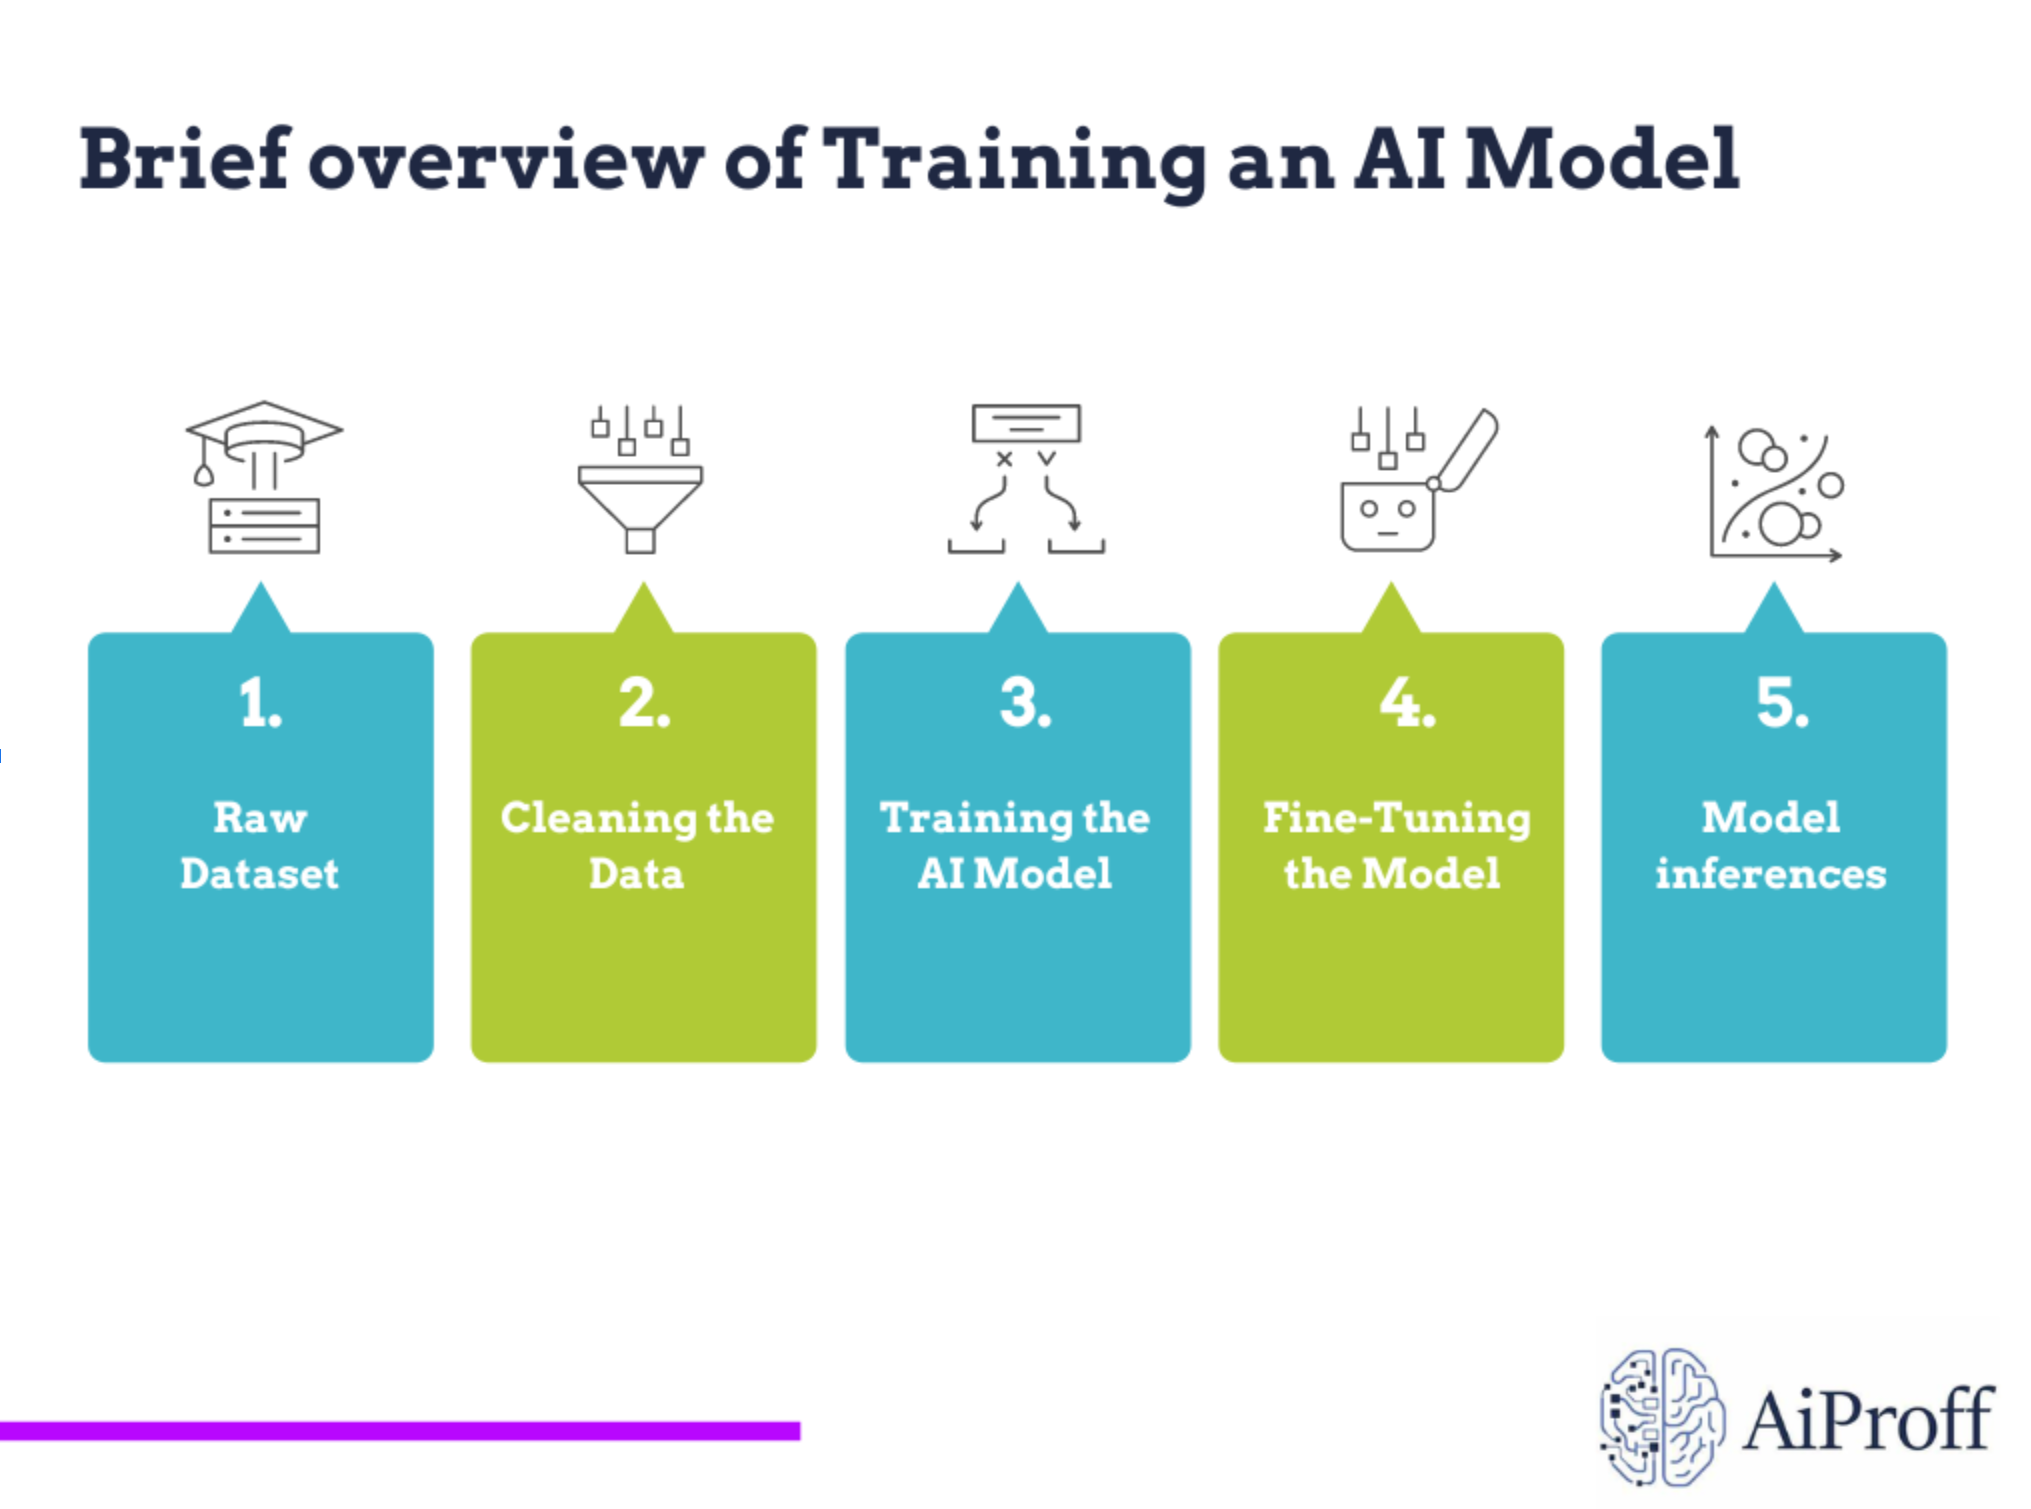 Brief overview of Training an AI Model
1.
Raw
Dataset
2.
Cleaning the
Data
3.
Training the
AI Model
4.
Fine-Tuning
the Model
5.
Model
inferences
AiProff